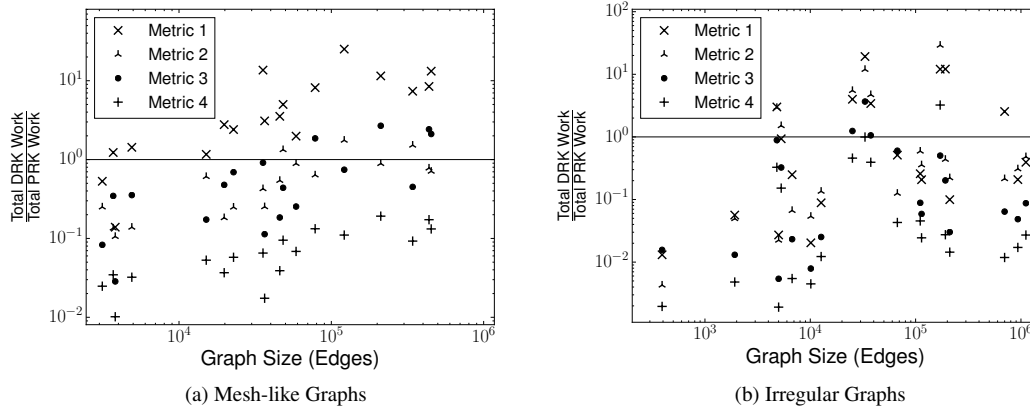 Metric 1
Metric 2
Metric 3
Metric 4
10^1
10^0
10^-1
10^-2
Total DRK Work
Total PRK Work
10^4
10^5
10^6
Graph Size (Edges)
(a) Mesh-like Graphs
Metric 1
Metric 2
Metric 3
Metric 4
10^2
10^1
10^0
10^-1
10^-2
Total DRK Work
Total PRK Work
10^3
10^4
10^5
10^6
Graph Size (Edges)
(b) Irregular Graphs